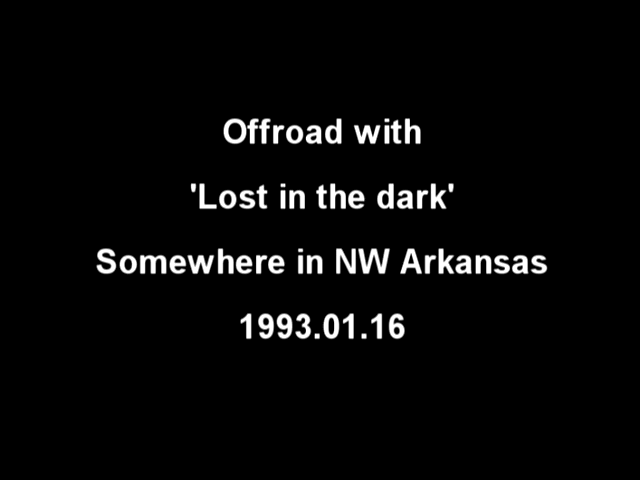 Offroad with
'Lost in the dark'
Somewhere in NW Arkansas
1993.01.16